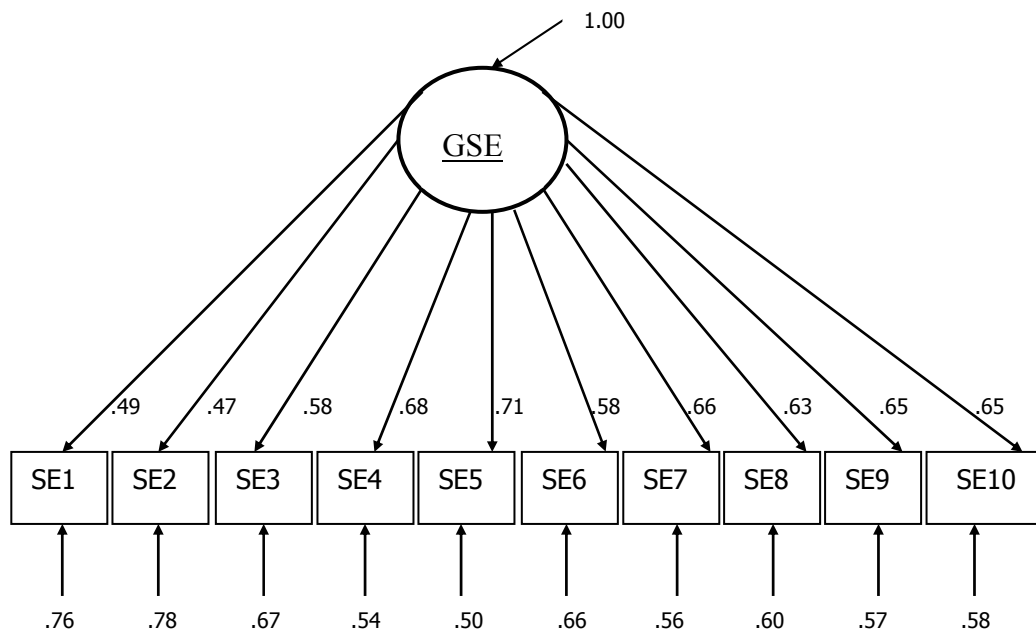 1.00
GSE
.49 .47 .58 .68 .71 .58 .66 .63 .65 .65
SE1 SE2 SE3 SE4 SE5 SE6 SE7 SE8 SE9 SE10
.76 .78 .67 .54 .50 .66 .56 .60 .57 .58